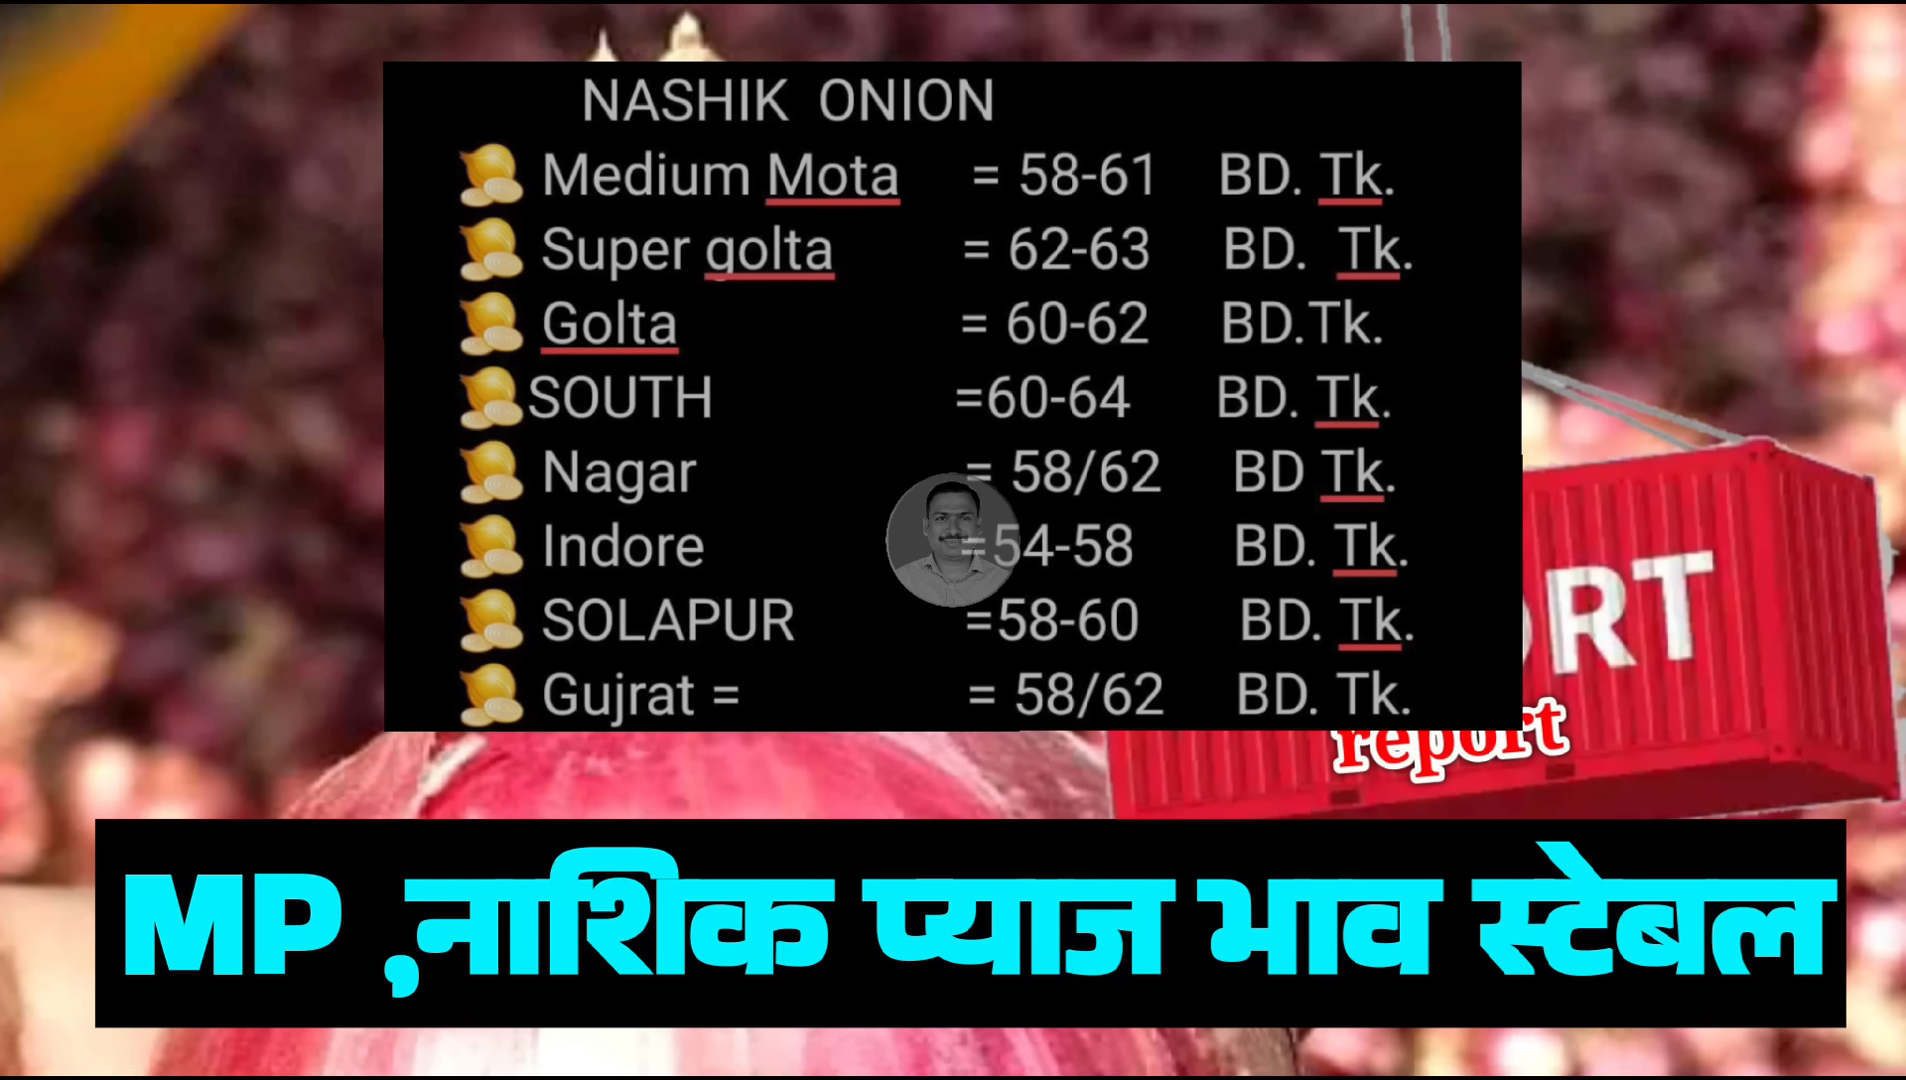 NASHIK ONION
Medium Mota = 58-61 BD. Tk.
Super golta = 62-63 BD. Tk.
Golta = 60-62 BD.Tk.
SOUTH =60-64 BD. Tk.
Nagar = 58/62 BD Tk.
Indore =54-58 BD. Tk.
SOLAPUR =58-60 BD. Tk.
Gujrat = = 58/62 BD. Tk.
report
MP ,नाशिक प्याज भाव स्टेबल